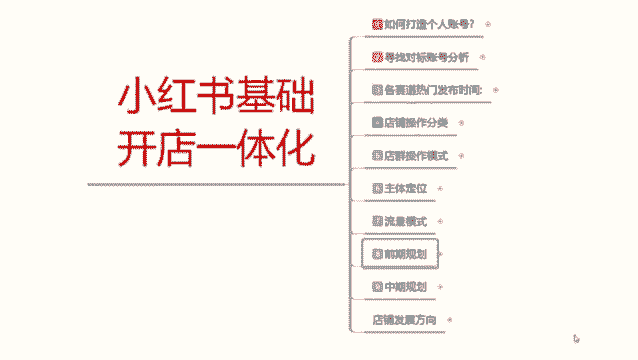 小红书基础
开店一体化
如何打造个人账号?
寻找对标账号分析
各赛道热门发布时间:
店铺操作分类
店群操作模式
主体定位
流量模式
前期规划
中期规划
店铺发展方向